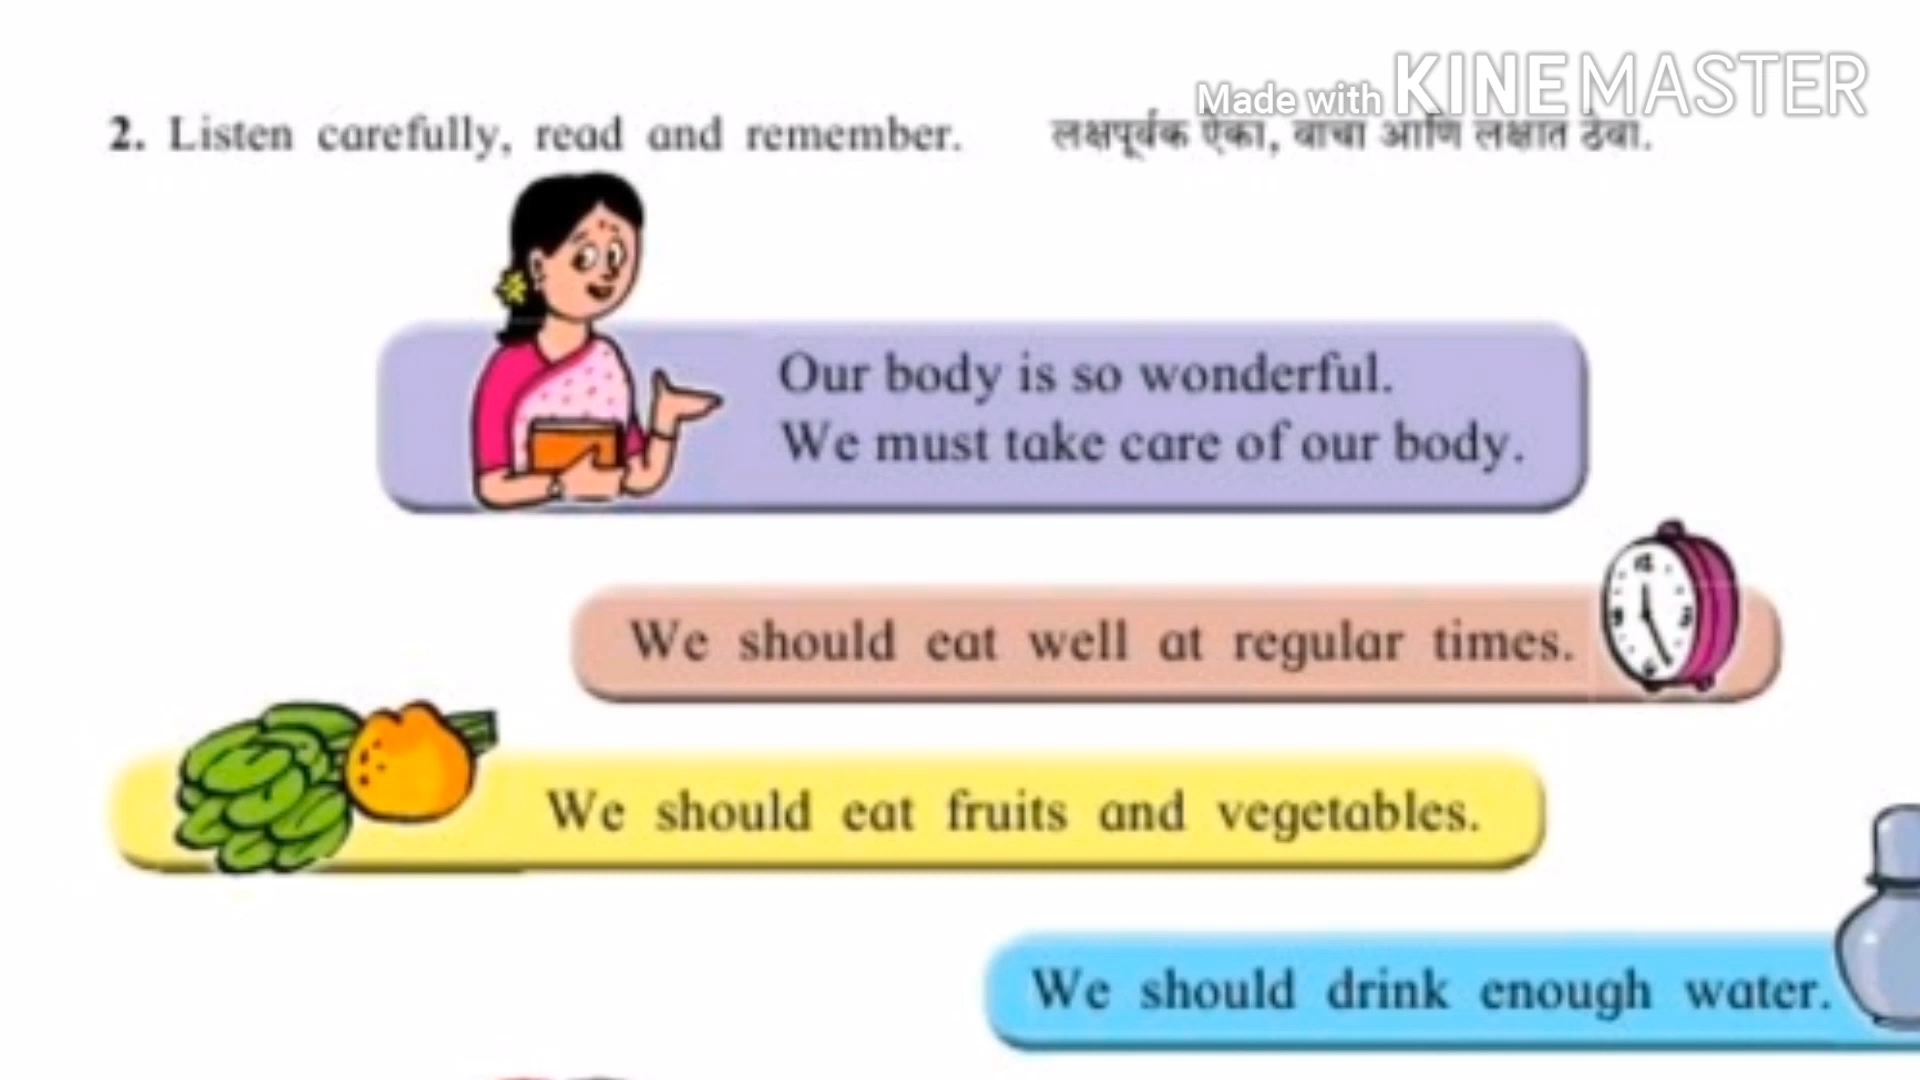 Made with KINEMASTER
2. Listen carefully, read and remember. लक्षपूर्वक ऐका, वाचा आणि लक्षात ठेवा.
Our body is so wonderful.
We must take care of our body.
We should eat well at regular times.
We should eat fruits and vegetables.
We should drink enough water.